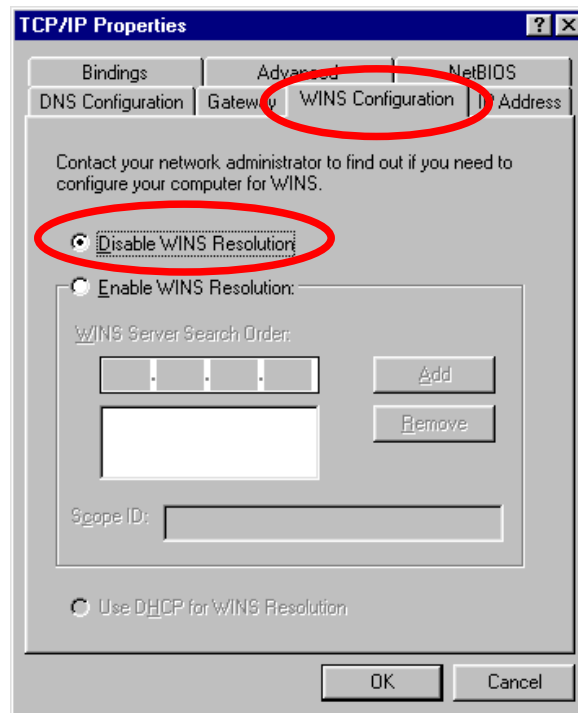 TCP/IP Properties
Bindings Advanced NetBIOS
DNS Configuration Gateway WINS Configuration IP Address
Contact your network administrator to find out if you need to
configure your computer for WINS.
Disable WINS Resolution
Enable WINS Resolution:
WINS Server Search Order:
Add
Remove
Scope ID:
Use DHCP for WINS Resolution
OK Cancel